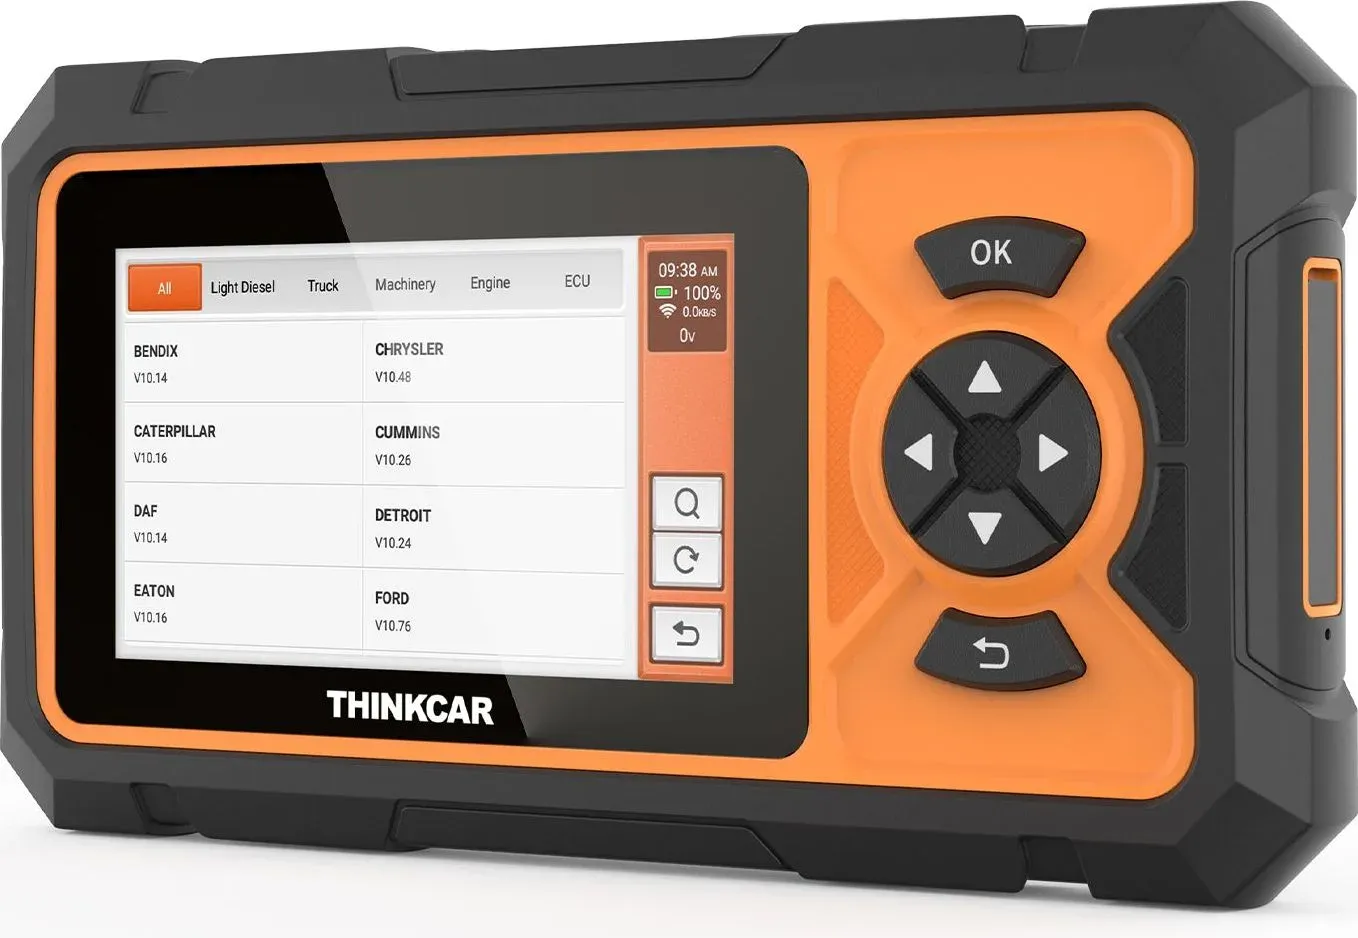 All Light Diesel Truck Machinery Engine ECU
BENDIX
V10.14
CHRYSLER
V10.48
CATERPILLAR
V10.16
CUMMINS
V10.26
DAF
V10.14
DETROIT
V10.24
EATON
V10.16
FORD
V10.76
09:38 AM
100%
0.0KB/S
0v
THINKCAR
OK